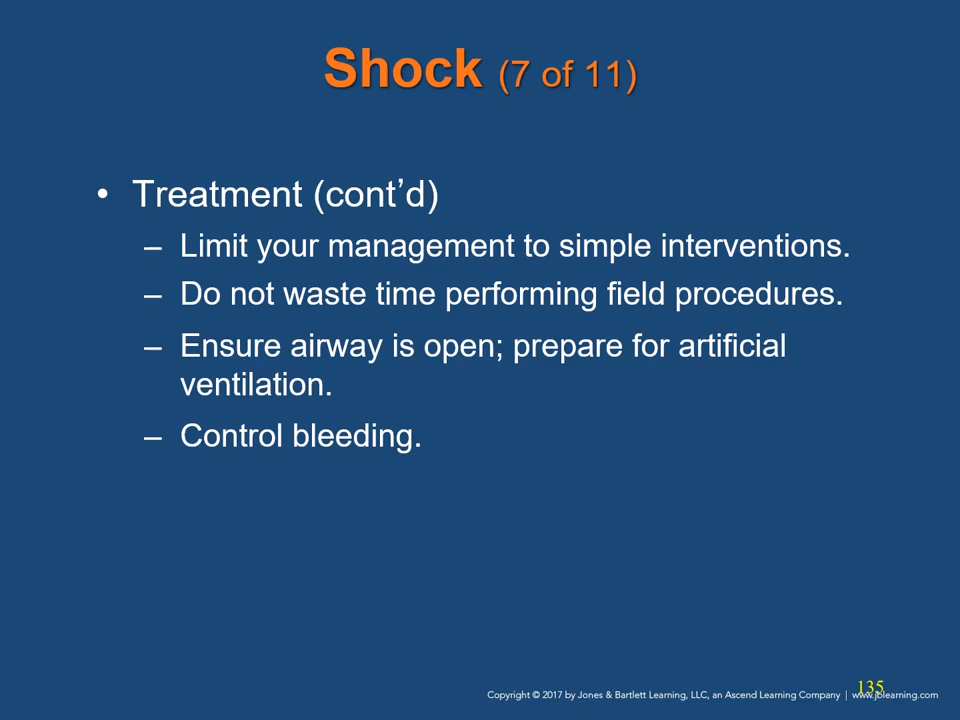 Shock (7 of 11)
• Treatment (cont’d)
– Limit your management to simple interventions.
– Do not waste time performing field procedures.
– Ensure airway is open; prepare for artificial
ventilation.
– Control bleeding.
135
Copyright © 2017 by Jones & Bartlett Learning, LLC, an Ascend Learning Company | www.jblearning.com